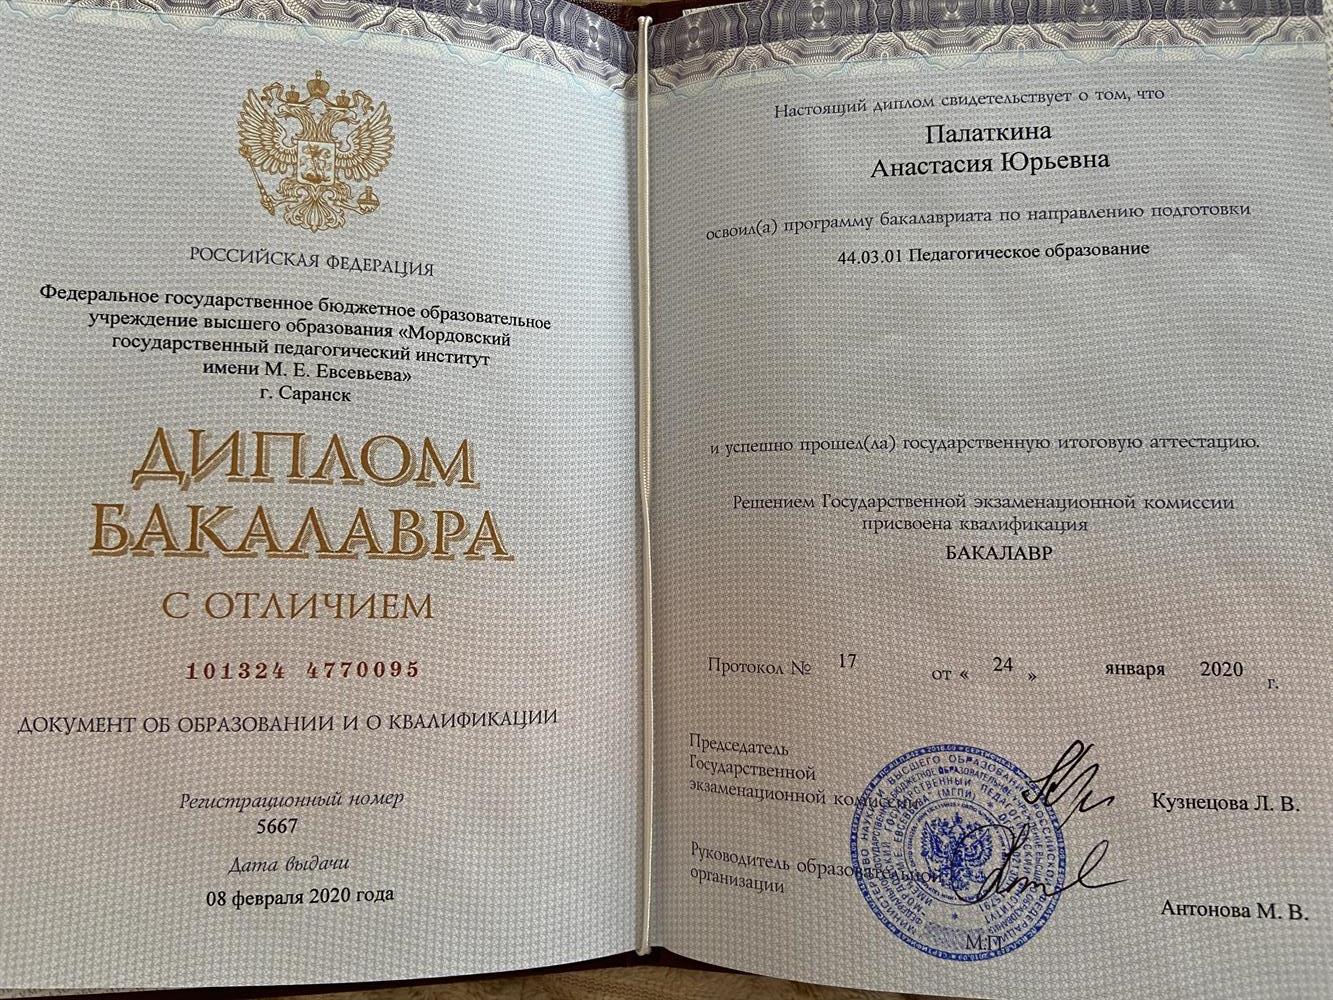 РОССИЙСКАЯ ФЕДЕРАЦИЯ
Федеральное государственное бюджетное образовательное
учреждение высшего образования «Мордовский
государственный педагогический институт
имени М. Е. Евсевьева»
г. Саранск
ДИПЛОМ
БАКАЛАВРА
С ОТЛИЧИЕМ
101324 4770095
ДОКУМЕНТ ОБ ОБРАЗОВАНИИ И О КВАЛИФИКАЦИИ
Регистрационный номер
5667
Дата выдачи
08 февраля 2020 года
Настоящий диплом свидетельствует о том, что
Палаткина
Анастасия Юрьевна
освоил(а) программу бакалавриата по направлению подготовки
44.03.01 Педагогическое образование
и успешно прошел(ла) государственную итоговую аттестацию.
Решением Государственной экзаменационной комиссии
присвоена квалификация
БАКАЛАВР
Протокол № 17 от « 24 » января 2020 г.
Председатель
Государственной
экзаменационной комиссии
Кузнецова Л. В.
Руководитель образовательной
организации
Антонова М. В.
М.П.